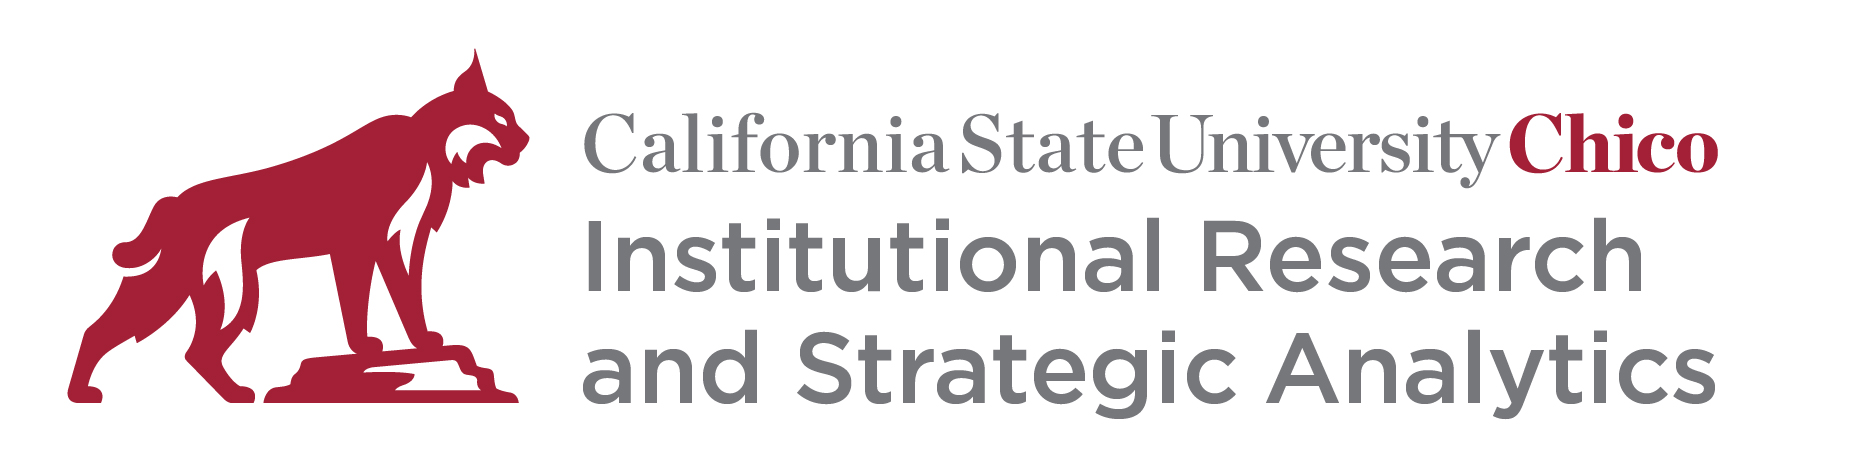 California State University Chico
Institutional Research
and Strategic Analytics